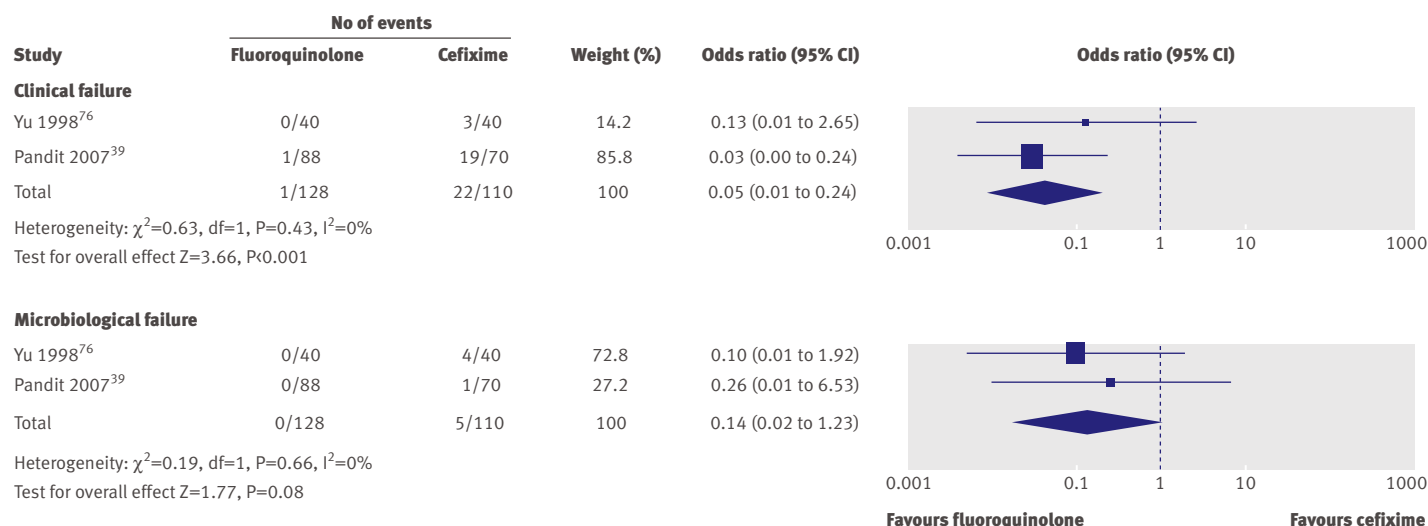 No of events
Study Fluoroquinolone Cefixime Weight (%) Odds ratio (95% CI) Odds ratio (95% CI)
Clinical failure
Yu 1998⁷⁶ 0/40 3/40 14.2 0.13 (0.01 to 2.65)
Pandit 2007³⁹ 1/88 19/70 85.8 0.03 (0.00 to 0.24)
Total 1/128 22/110 100 0.05 (0.01 to 0.24)
Heterogeneity: χ²=0.63, df=1, P=0.43, I²=0%
0.001 0.1 1 10 1000
Test for overall effect Z=3.66, P<0.001
Microbiological failure
Yu 1998⁷⁶ 0/40 4/40 72.8 0.10 (0.01 to 1.92)
Pandit 2007³⁹ 0/88 1/70 27.2 0.26 (0.01 to 6.53)
Total 0/128 5/110 100 0.14 (0.02 to 1.23)
Heterogeneity: χ²=0.19, df=1, P=0.66, I²=0%
0.001 0.1 1 10 1000
Test for overall effect Z=1.77, P=0.08
Favours fluoroquinolone Favours cefixime